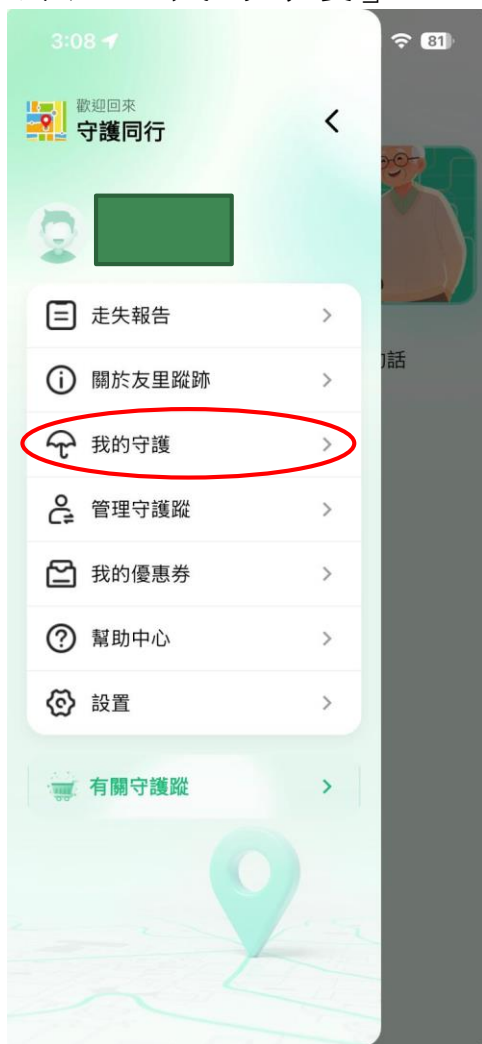 3:08
81
歡迎回來
守護同行
走失報告
關於友里蹤跡
我的守護
管理守護蹤
我的優惠券
幫助中心
設置
有關守護蹤
話